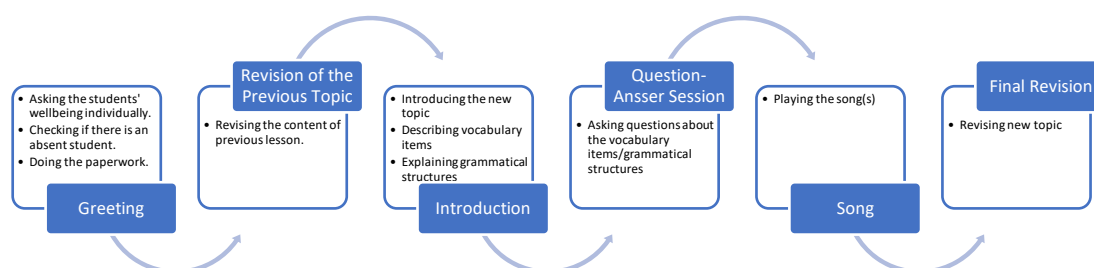 • Asking the students'
wellbeing individually.
• Checking if there is an
absent student.
• Doing the paperwork.
Greeting
Revision of the
Previous Topic
• Revising the content of
previous lesson.
• Introducing the new
topic
• Describing vocabulary
items
• Explaining grammatical
structures
Introduction
Question-
Ansser Session
• Asking questions about
the vocabulary
items/grammatical
structures
• Playing the song(s)
Song
Final Revision
• Revising new topic